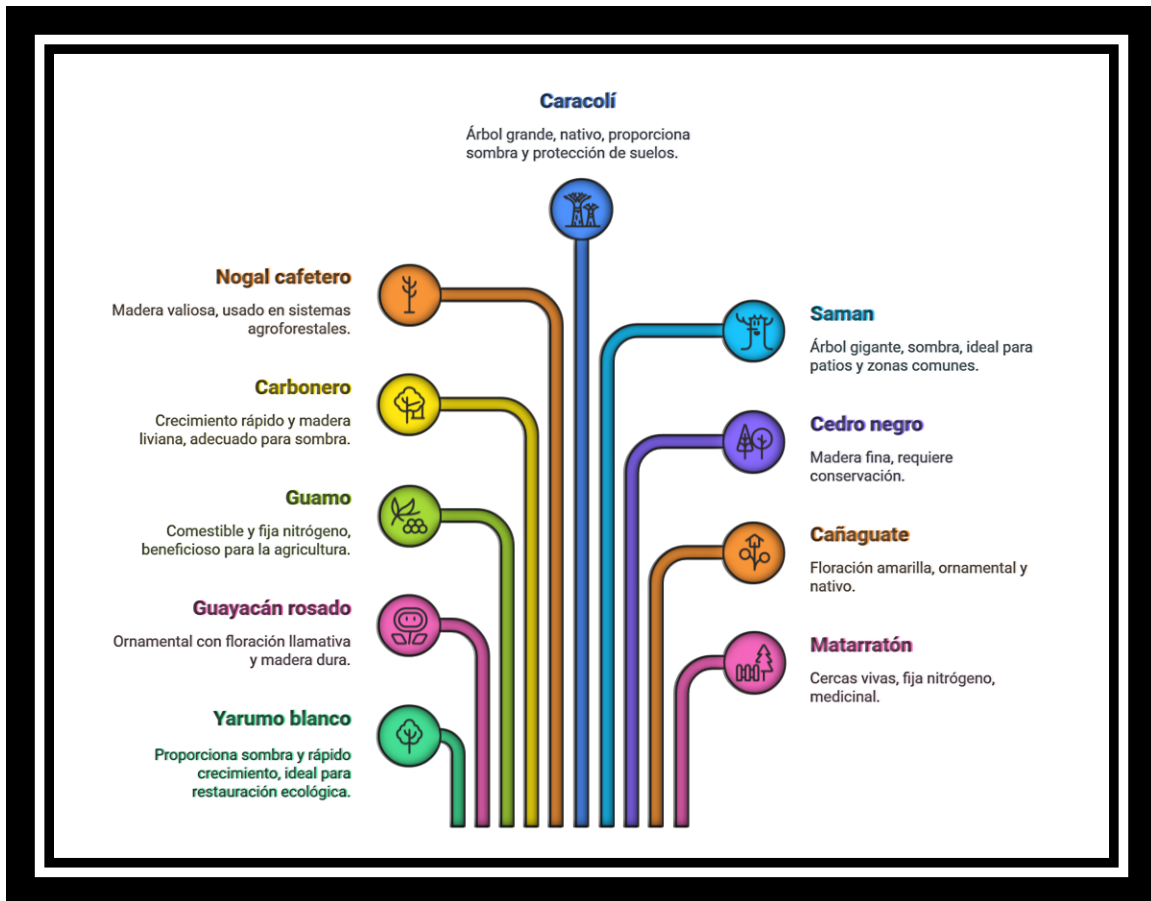 Caracolí
Árbol grande, nativo, proporciona
sombra y protección de suelos.
Nogal cafetero
Madera valiosa, usado en sistemas
agroforestales.
Carbonero
Crecimiento rápido y madera
liviana, adecuado para sombra.
Guamo
Comestible y fija nitrógeno,
beneficioso para la agricultura.
Guayacán rosado
Ornamental con floración llamativa
y madera dura.
Yarumo blanco
Proporciona sombra y rápido
crecimiento, ideal para
restauración ecológica.
Saman
Árbol gigante, sombra, ideal para
patios y zonas comunes.
Cedro negro
Madera fina, requiere
conservación.
Cañaguate
Floración amarilla, ornamental y
nativo.
Matarratón
Cercas vivas, fija nitrógeno,
medicinal.